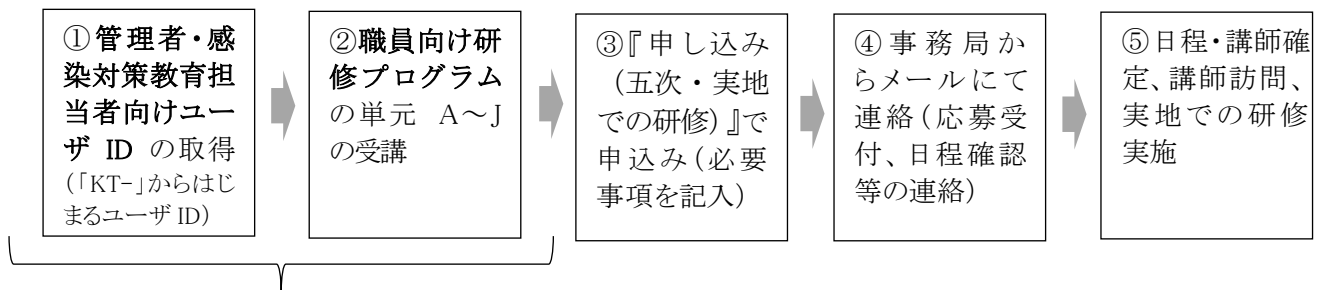 ①管理者・感
染対策教育担
当者向けユー
ザ ID の取得
(「KT-」からはじ
まるユーザ ID)
②職員向け研
修プログラム
の単元 A～J
の受講
③『申し込み
(五次・実地
での研修)』で
申込み(必要
事項を記入)
④事務局か
らメールにて
連絡(応募受
付、日程確認
等の連絡)
⑤日程・講師確
定、講師訪問、
実地での研修
実施